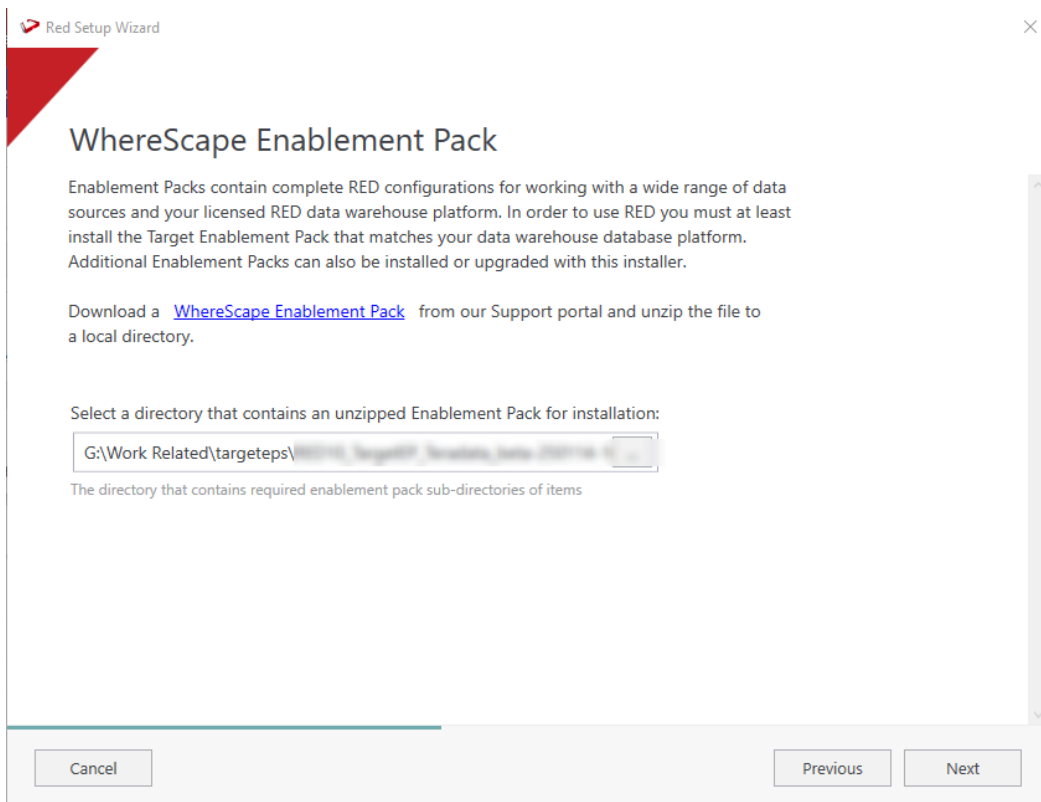 Red Setup Wizard
WhereScape Enablement Pack
Enablement Packs contain complete RED configurations for working with a wide range of data
sources and your licensed RED data warehouse platform. In order to use RED you must at least
install the Target Enablement Pack that matches your data warehouse database platform.
Additional Enablement Packs can also be installed or upgraded with this installer.
Download a WhereScape Enablement Pack from our Support portal and unzip the file to
a local directory.
Select a directory that contains an unzipped Enablement Pack for installation:
G:\Work Related\targeteps\
The directory that contains required enablement pack sub-directories of items
Cancel Previous Next